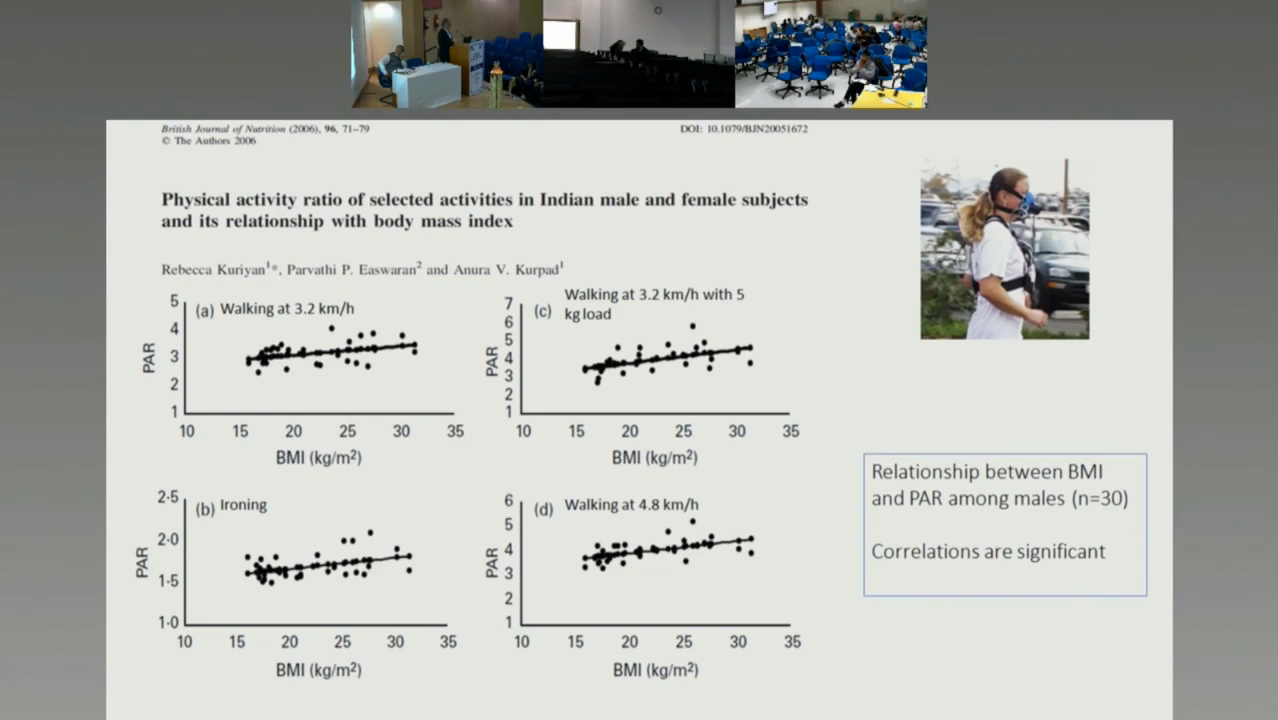 British Journal of Nutrition (2006), 96, 71–79
DOI: 10.1079/BJN20051672
© The Authors 2006
Physical activity ratio of selected activities in Indian male and female subjects
and its relationship with body mass index
Rebecca Kuriyan1*, Parvathi P. Easwaran2 and Anura V. Kurpad1
(a) Walking at 3.2 km/h
5
4
3
2
1
PAR
10 15 20 25 30 35
BMI (kg/m2)
(c) Walking at 3.2 km/h with 5
kg load
7
6
5
4
3
2
1
PAR
10 15 20 25 30 35
BMI (kg/m2)
(b) Ironing
2·5
2·0
1·5
1·0
PAR
10 15 20 25 30 35
BMI (kg/m2)
(d) Walking at 4.8 km/h
6
5
4
3
2
1
PAR
10 15 20 25 30 35
BMI (kg/m2)
Relationship between BMI
and PAR among males (n=30)
Correlations are significant